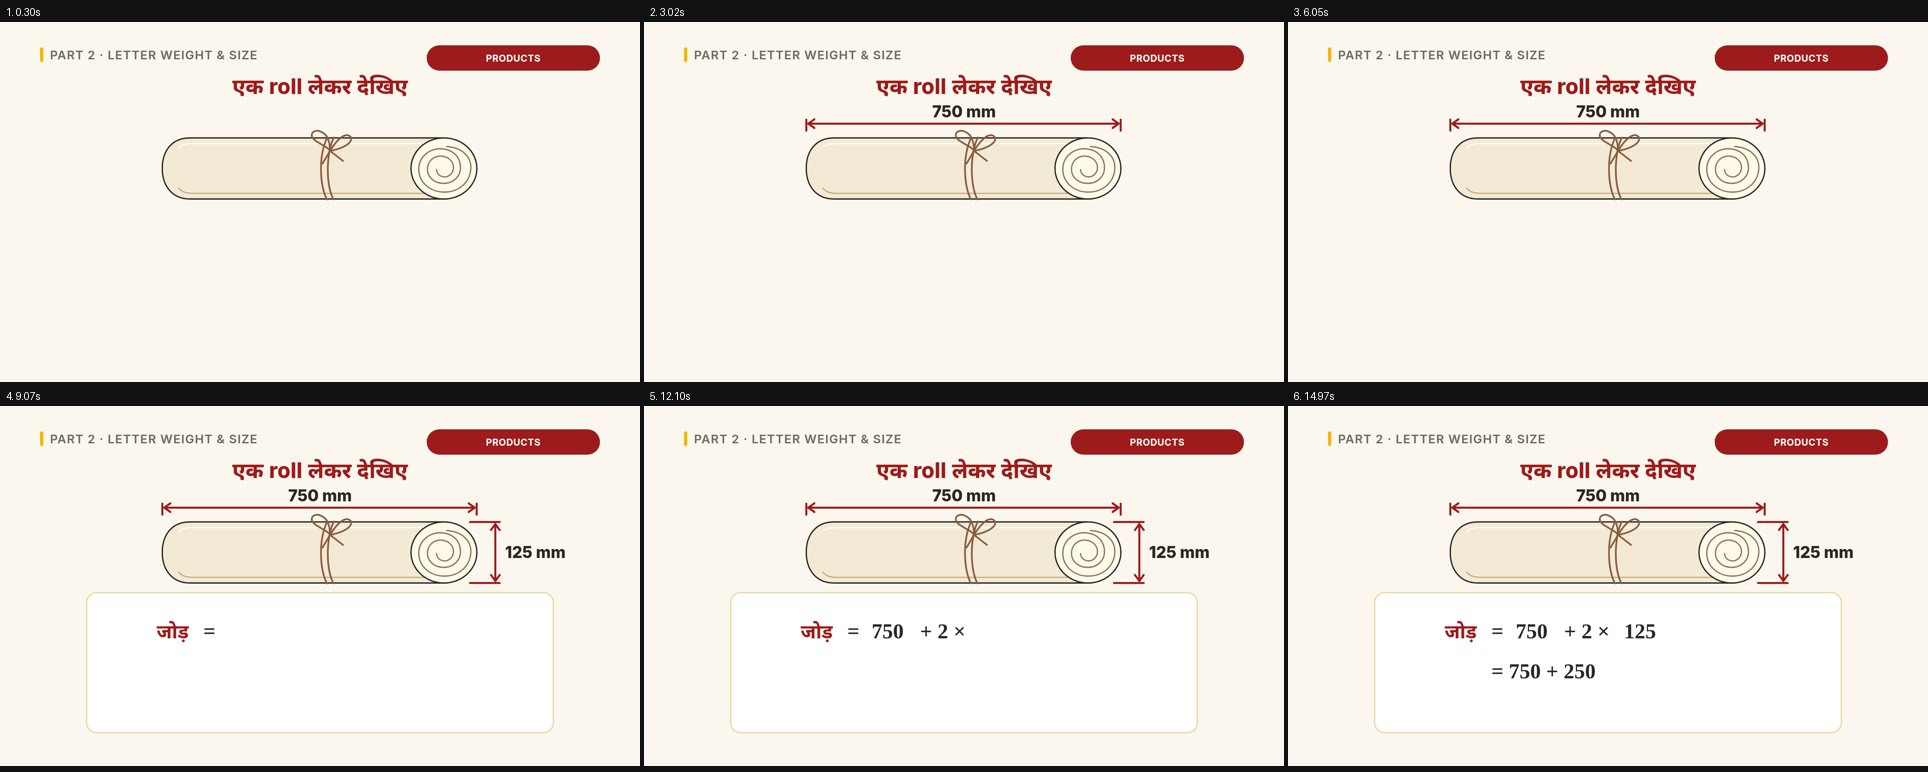 1. 0.30s
PART 2 · LETTER WEIGHT & SIZE
PRODUCTS
एक roll लेकर देखिए
2. 3.02s
PART 2 · LETTER WEIGHT & SIZE
PRODUCTS
एक roll लेकर देखिए
750 mm
3. 6.05s
PART 2 · LETTER WEIGHT & SIZE
PRODUCTS
एक roll लेकर देखिए
750 mm
4. 9.07s
PART 2 · LETTER WEIGHT & SIZE
PRODUCTS
एक roll लेकर देखिए
750 mm
125 mm
जोड़ =
5. 12.10s
PART 2 · LETTER WEIGHT & SIZE
PRODUCTS
एक roll लेकर देखिए
750 mm
125 mm
जोड़ = 750 + 2 ×
6. 14.97s
PART 2 · LETTER WEIGHT & SIZE
PRODUCTS
एक roll लेकर देखिए
750 mm
125 mm
जोड़ = 750 + 2 × 125
= 750 + 250